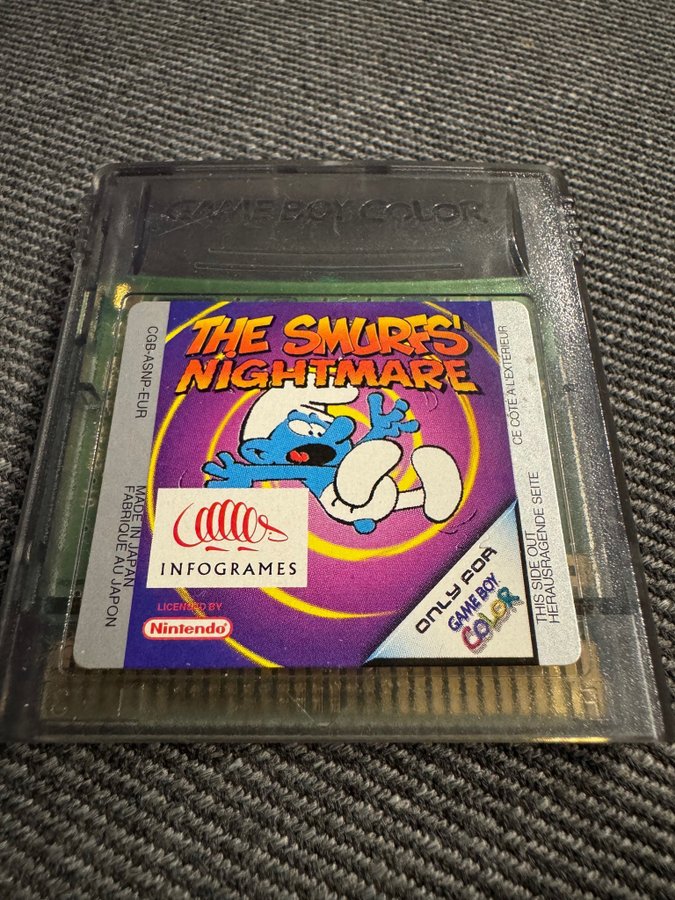 GAME BOY COLOR
THE SMURFS'
NIGHTMARE
CGB-ASNP-EUR
MADE IN JAPAN
FABRIQUE AU JAPON
INFOGRAMES
LICENSED BY
Nintendo
ONLY FOR
GAME BOY
COLOR
CE COTÉ A L'EXTERIEUR
THIS SIDE OUT
HERAUSRAGENDE SEITE